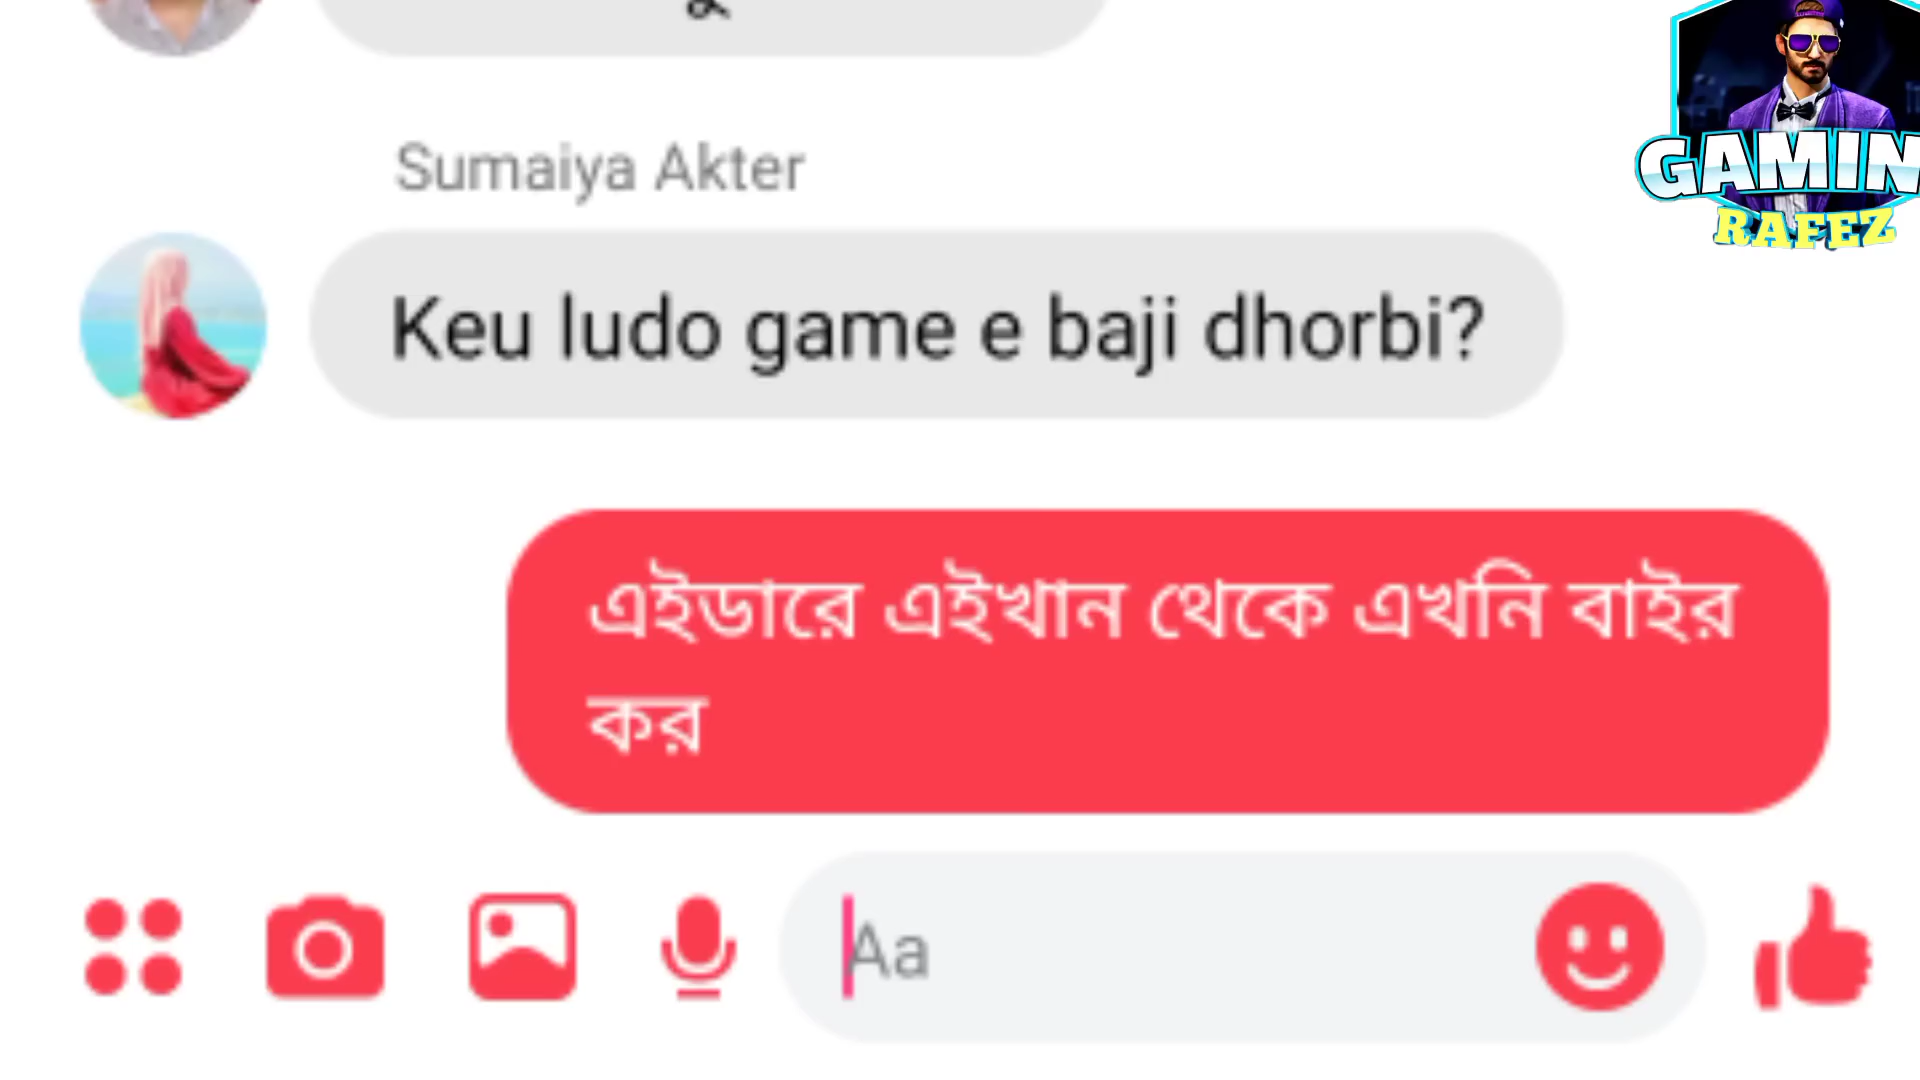 Sumaiya Akter
Keu ludo game e baji dhorbi?
এইডারে এইখান থেকে এখনি বাইর
কর
Aa
GAMIN
RAFEZ